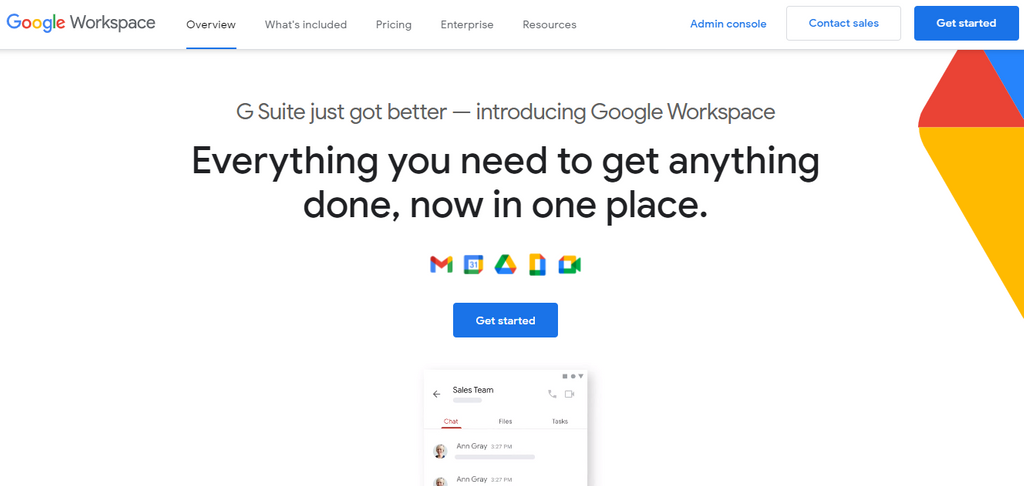 Google Workspace
Overview
What's included
Pricing
Enterprise
Resources
Admin console
Contact sales
Get started
G Suite just got better — introducing Google Workspace
Everything you need to get anything
done, now in one place.
31
Get started
Sales Team
Chat
Files
Tasks
Ann Gray 3:27 PM
Ann Gray 3:27 PM